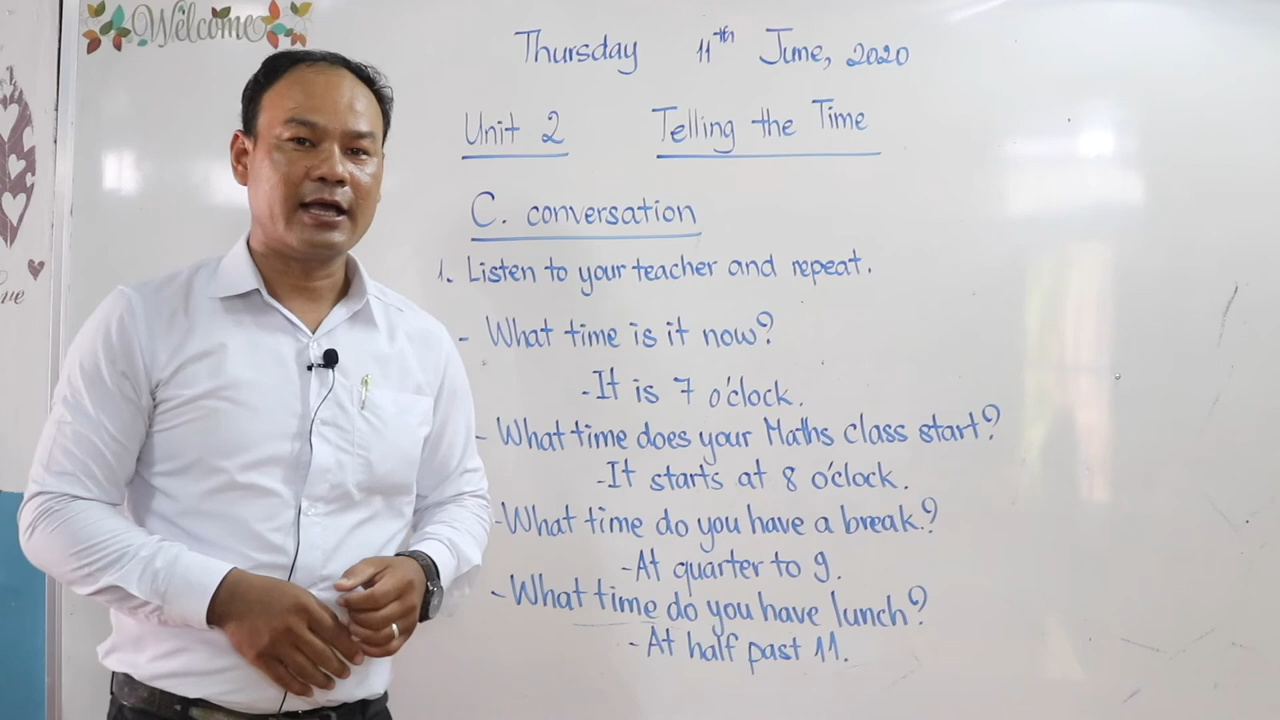 Welcome
Thursday 11th June, 2020
Unit 2 Telling the Time
C. conversation
1. Listen to your teacher and repeat.
- What time is it now?
- It is 7 o'clock.
- What time does your Maths class start?
- It starts at 8 o'clock.
- What time do you have a break?
- At quarter to 9.
- What time do you have lunch?
- At half past 11.